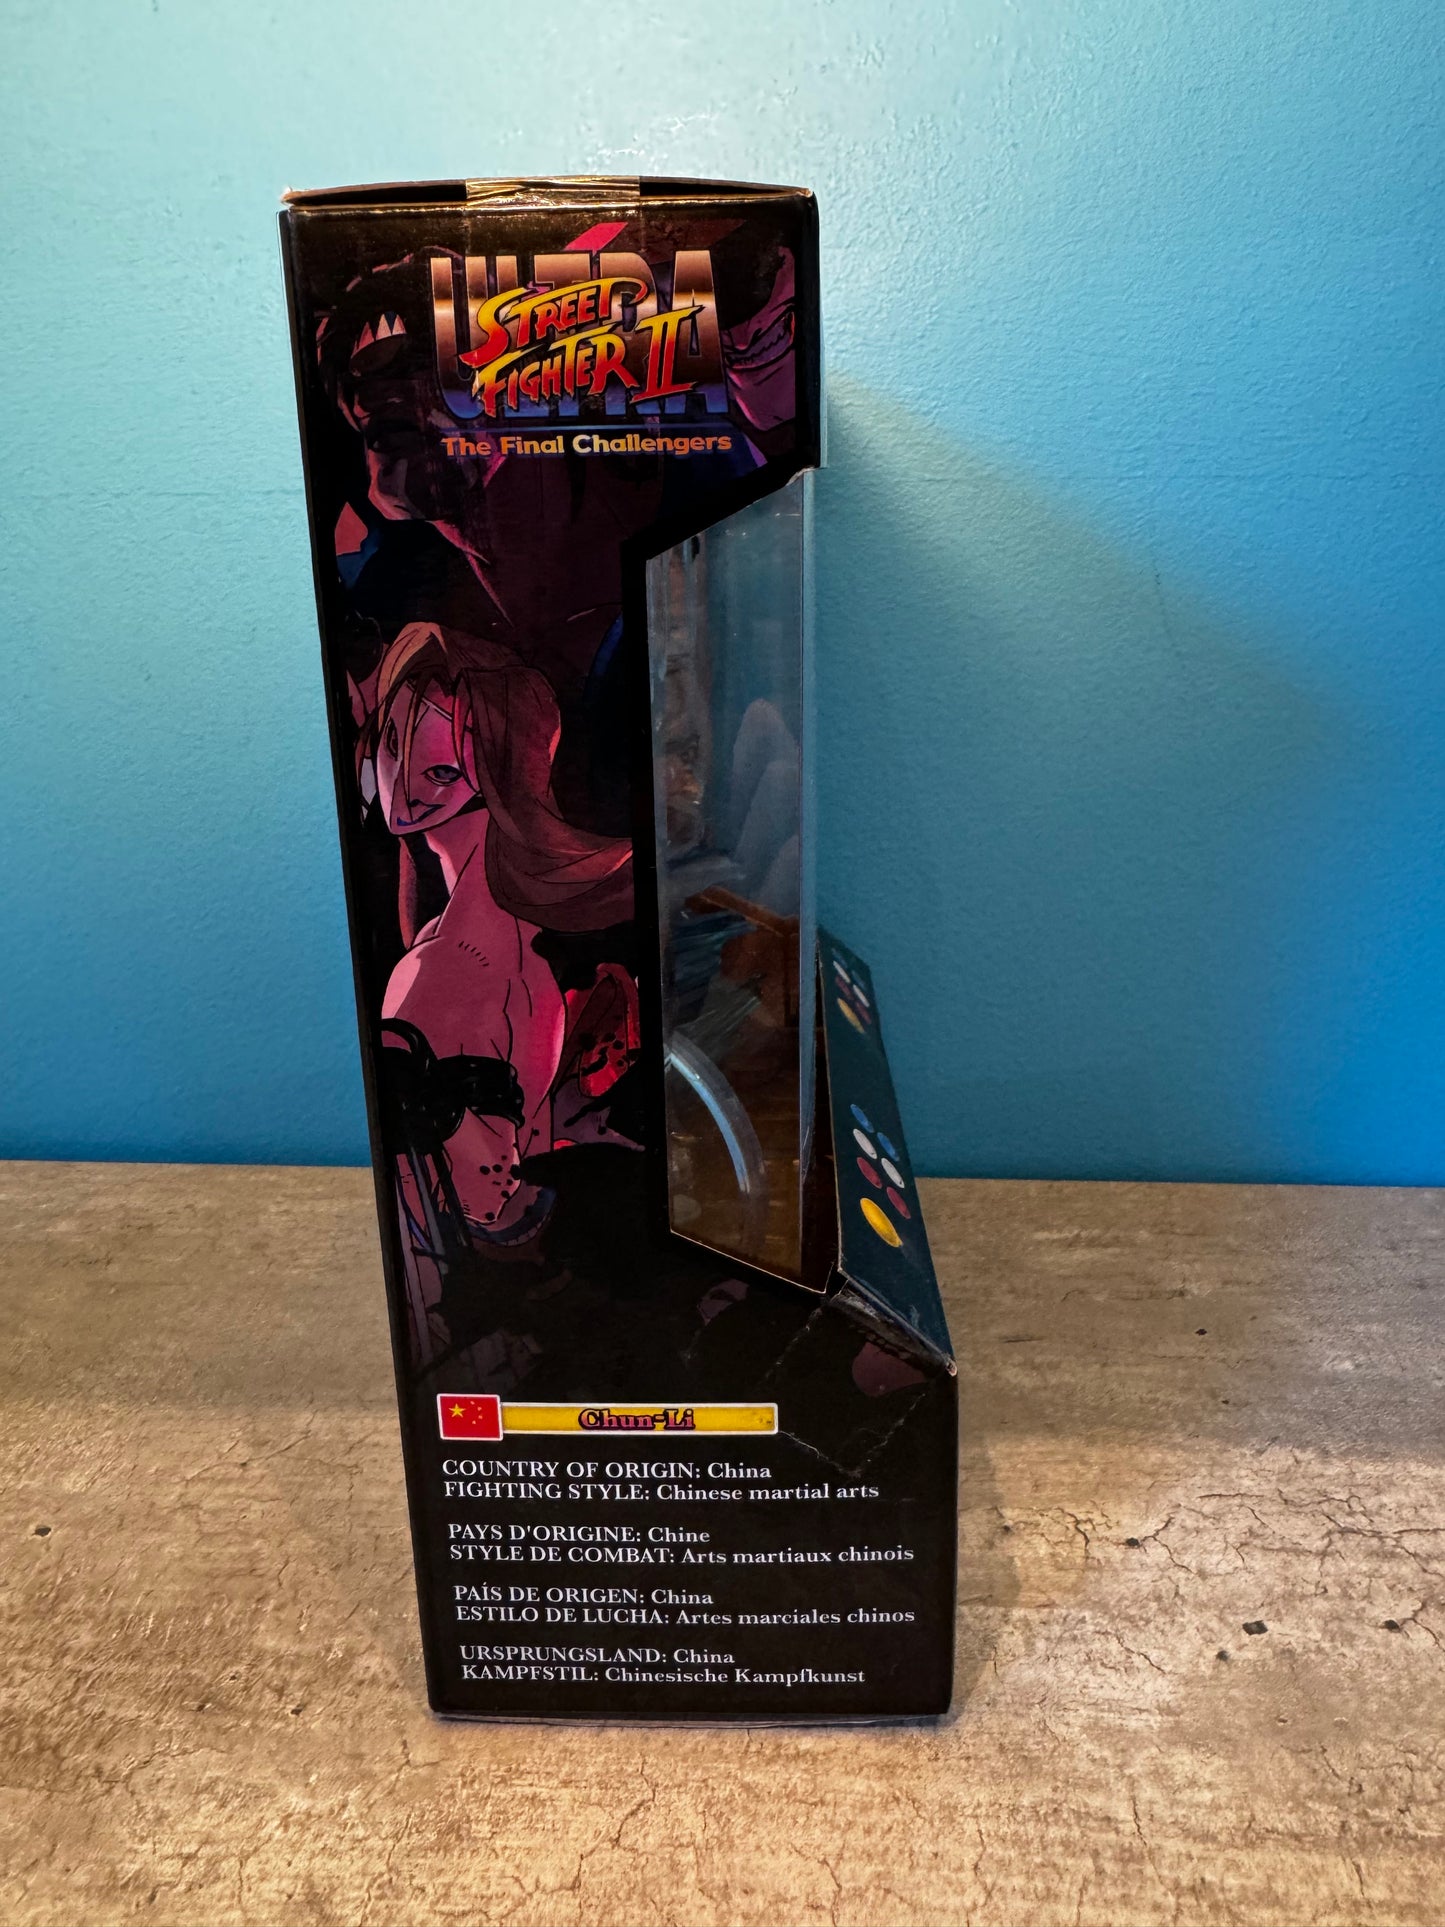 ULTRA
STREET
FIGHTER II
The Final Challengers
Chun-Li
COUNTRY OF ORIGIN: China
FIGHTING STYLE: Chinese martial arts
PAYS D'ORIGINE: Chine
STYLE DE COMBAT: Arts martiaux chinois
PAÍS DE ORIGEN: China
ESTILO DE LUCHA: Artes marciales chinos
URSPRUNGSLAND: China
KAMPFSTIL: Chinesische Kampfkunst